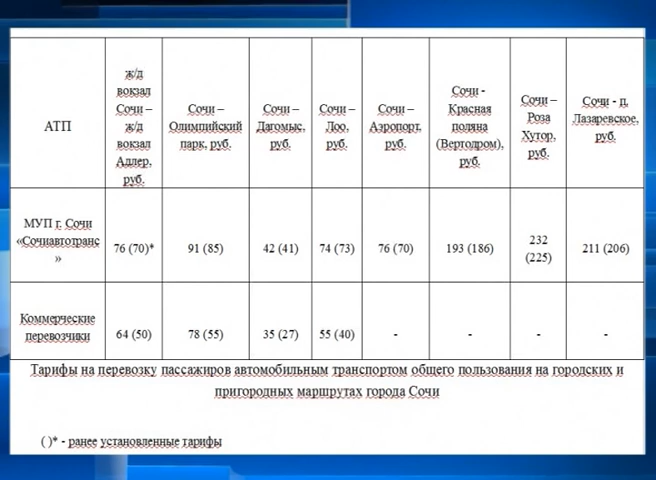 АТП
ж/д
вокзал
Сочи –
ж/д
вокзал
Адлер,
руб.
Сочи –
Олимпийский
парк, руб.
Сочи –
Дагомыс,
руб.
Сочи –
Лоо,
руб.
Сочи –
Аэропорт,
руб.
Сочи -
Красная
поляна
(Вертодром),
руб.
Сочи –
Роза
Хутор,
руб.
Сочи - п.
Лазаревское,
руб.
МУП г. Сочи
«Сочиавтотранс
»
76 (70)*
91 (85)
42 (41)
74 (73)
76 (70)
193 (186)
232
(225)
211 (206)
Коммерческие
перевозчики
64 (50)
78 (55)
35 (27)
55 (40)
-
-
-
-
Тарифы на перевозку пассажиров автомобильным транспортом общего пользования на городских и
пригородных маршрутах города Сочи
( )* - ранее установленные тарифы